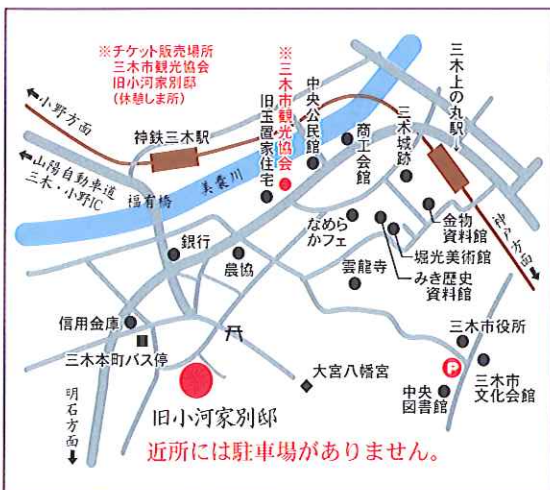 ※チケット販売場所
三木市観光協会
旧小河家別邸
(休憩しま所)
←小野方面
神鉄三木駅
←山陽自動車道
三木・小野IC
福有橋
美嚢川
旧玉置家住宅
※三木市観光協会
中央公民館
商工会館
三木城跡
三木上の丸駅
金物
資料館
神戸方面
なめら
かフェ
堀光美術館
みき歴史
資料館
雲龍寺
銀行
農協
信用金庫
三木本町バス停
明石方面
旧小河家別邸
大宮八幡宮
三木市役所
P
中央
図書館
三木市
文化会館
近所には駐車場がありません。